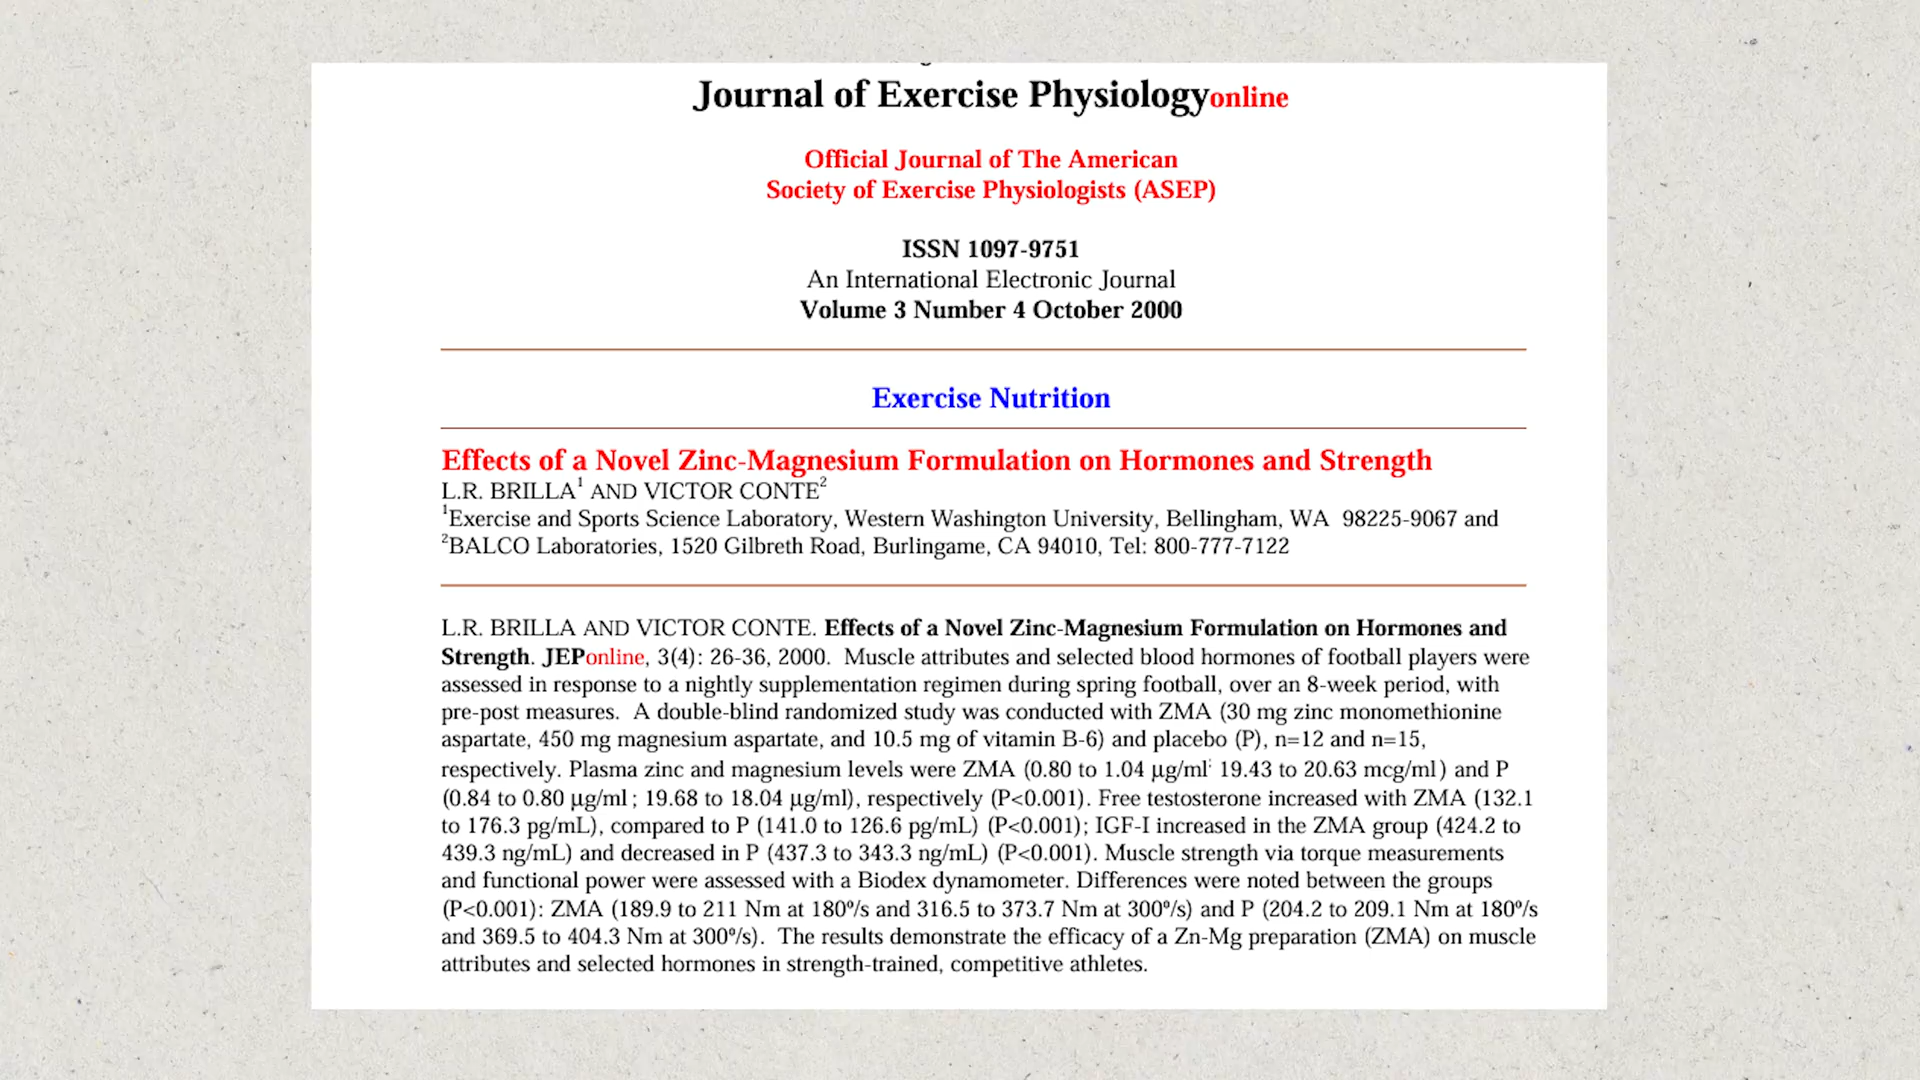 Journal of Exercise Physiologyonline
Official Journal of The American
Society of Exercise Physiologists (ASEP)
ISSN 1097-9751
An International Electronic Journal
Volume 3 Number 4 October 2000
Exercise Nutrition
Effects of a Novel Zinc-Magnesium Formulation on Hormones and Strength
L.R. BRILLA1 AND VICTOR CONTE2
1Exercise and Sports Science Laboratory, Western Washington University, Bellingham, WA 98225-9067 and
2BALCO Laboratories, 1520 Gilbreth Road, Burlingame, CA 94010, Tel: 800-777-7122
L.R. BRILLA AND VICTOR CONTE. Effects of a Novel Zinc-Magnesium Formulation on Hormones and
Strength. JEPonline, 3(4): 26-36, 2000. Muscle attributes and selected blood hormones of football players were
assessed in response to a nightly supplementation regimen during spring football, over an 8-week period, with
pre-post measures. A double-blind randomized study was conducted with ZMA (30 mg zinc monomethionine
aspartate, 450 mg magnesium aspartate, and 10.5 mg of vitamin B-6) and placebo (P), n=12 and n=15,
respectively. Plasma zinc and magnesium levels were ZMA (0.80 to 1.04 µg/ml; 19.43 to 20.63 mcg/ml) and P
(0.84 to 0.80 µg/ml; 19.68 to 18.04 µg/ml), respectively (P<0.001). Free testosterone increased with ZMA (132.1
to 176.3 pg/mL), compared to P (141.0 to 126.6 pg/mL) (P<0.001); IGF-I increased in the ZMA group (424.2 to
439.3 ng/mL) and decreased in P (437.3 to 343.3 ng/mL) (P<0.001). Muscle strength via torque measurements
and functional power were assessed with a Biodex dynamometer. Differences were noted between the groups
(P<0.001): ZMA (189.9 to 211 Nm at 180º/s and 316.5 to 373.7 Nm at 300º/s) and P (204.2 to 209.1 Nm at 180º/s
and 369.5 to 404.3 Nm at 300º/s). The results demonstrate the efficacy of a Zn-Mg preparation (ZMA) on muscle
attributes and selected hormones in strength-trained, competitive athletes.